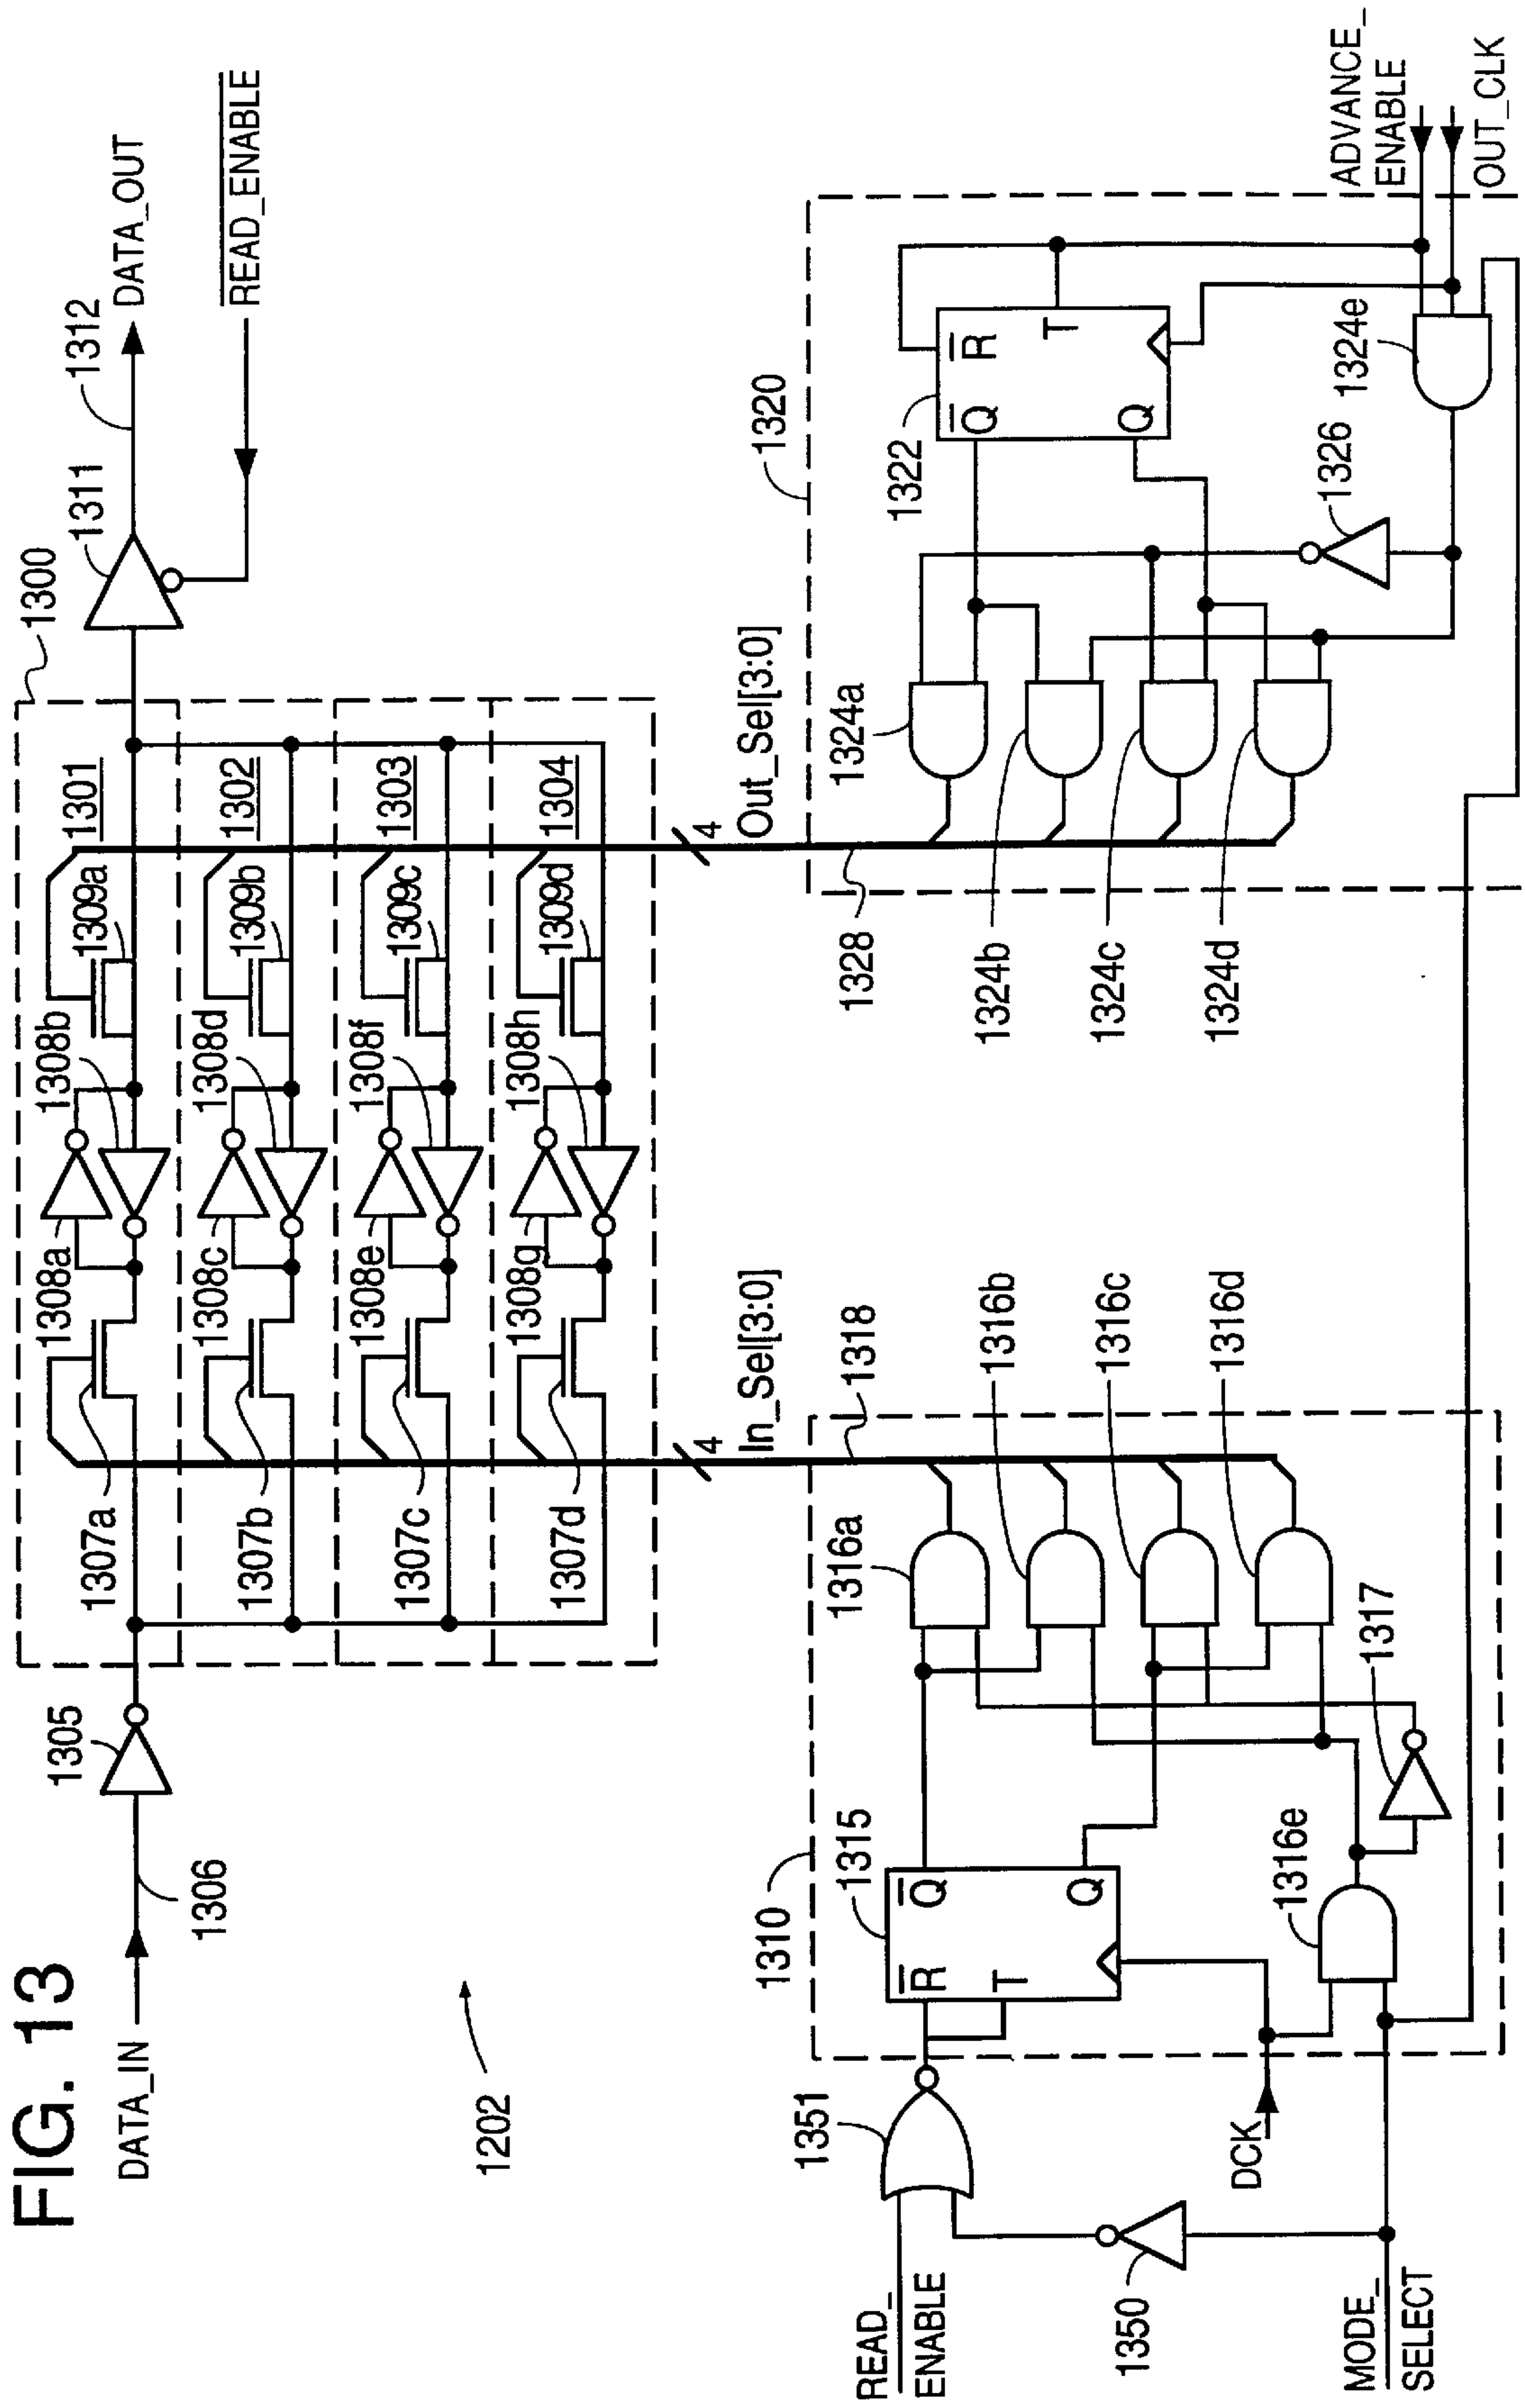 FIG. 13
1300
1311
1312
DATA_OUT
READ_ENABLE
DATA_IN
1306
1305
1307a
1308a
1308b
1309a
1301
1307b
1308c
1308d
1309b
1302
1307c
1308e
1308f
1309c
1303
1307d
1308g
1308h
1309d
1304
4
In_Sel[3:0]
4
Out_Sel[3:0]
1202
1310
1315
R
Q
T
Q
1316a
1318
1316b
1316c
1316d
1317
1316e
1351
DCK
READ_
ENABLE
1350
MODE_
SELECT
1328
1324a
1324b
1324c
1324d
1320
1322
Q
R
T
Q
1326
1324e
ADVANCE_
ENABLE
OUT_CLK